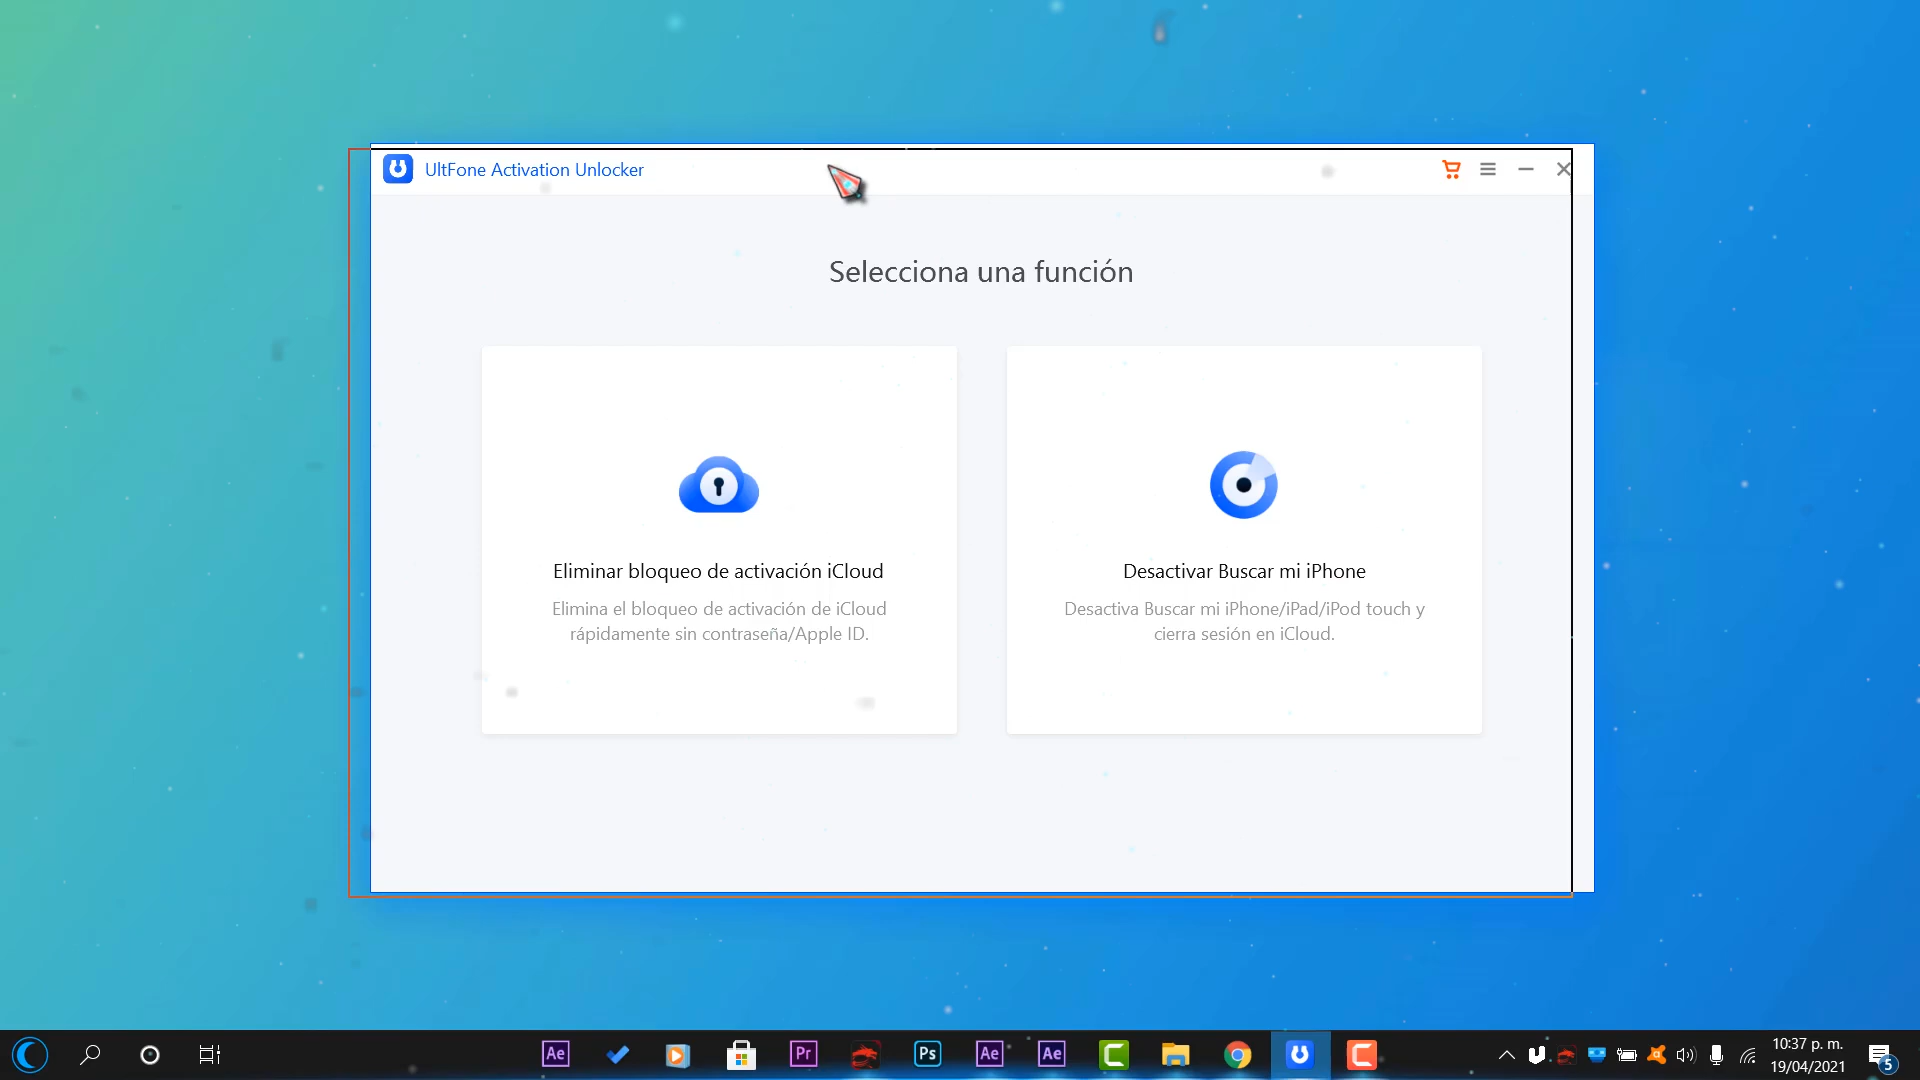 UltFone Activation Unlocker
Selecciona una función
Eliminar bloqueo de activación iCloud
Elimina el bloqueo de activación de iCloud
rápidamente sin contraseña/Apple ID.
Desactivar Buscar mi iPhone
Desactiva Buscar mi iPhone/iPad/iPod touch y
cierra sesión en iCloud.
Ae
Pr
Ps
Ae
Ae
10:37 p. m.
19/04/2021
5